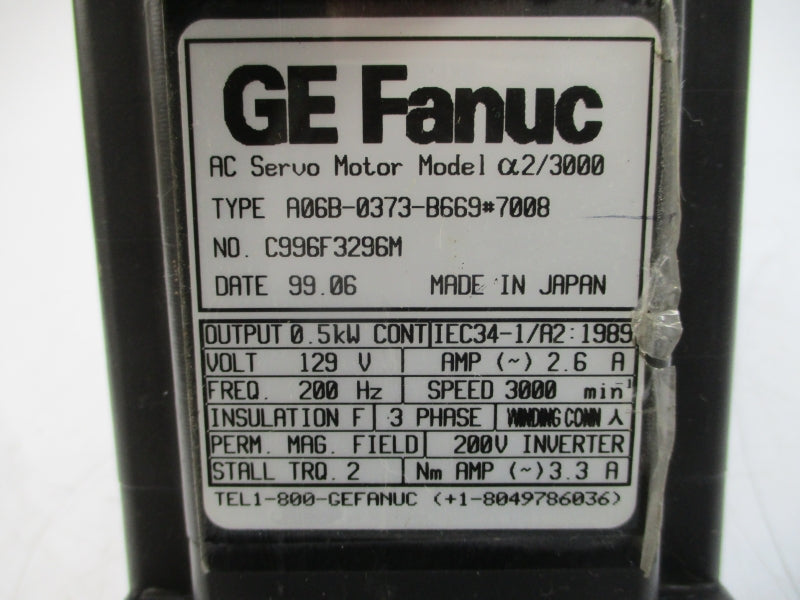 GE Fanuc
AC Servo Motor Model α2/3000
TYPE A06B-0373-B669#7008
NO. C996F3296M
DATE 99.06 MADE IN JAPAN
OUTPUT 0.5kW CONT IEC34-1/A2:1989
VOLT 129 V AMP (~) 2.6 A
FREQ. 200 Hz SPEED 3000 min⁻¹
INSULATION F 3 PHASE WINDING CONN 人
PERM. MAG. FIELD 200V INVERTER
STALL TRQ. 2 Nm AMP (~) 3.3 A
TEL1-800-GEFANUC (+1-8049786036)